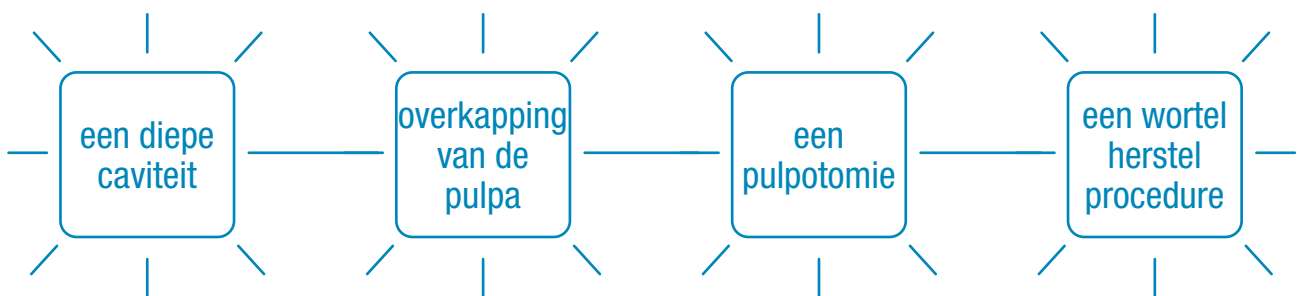 een diepe
caviteit
overkapping
van de
pulpa
een
pulpotomie
een wortel
herstel
procedure